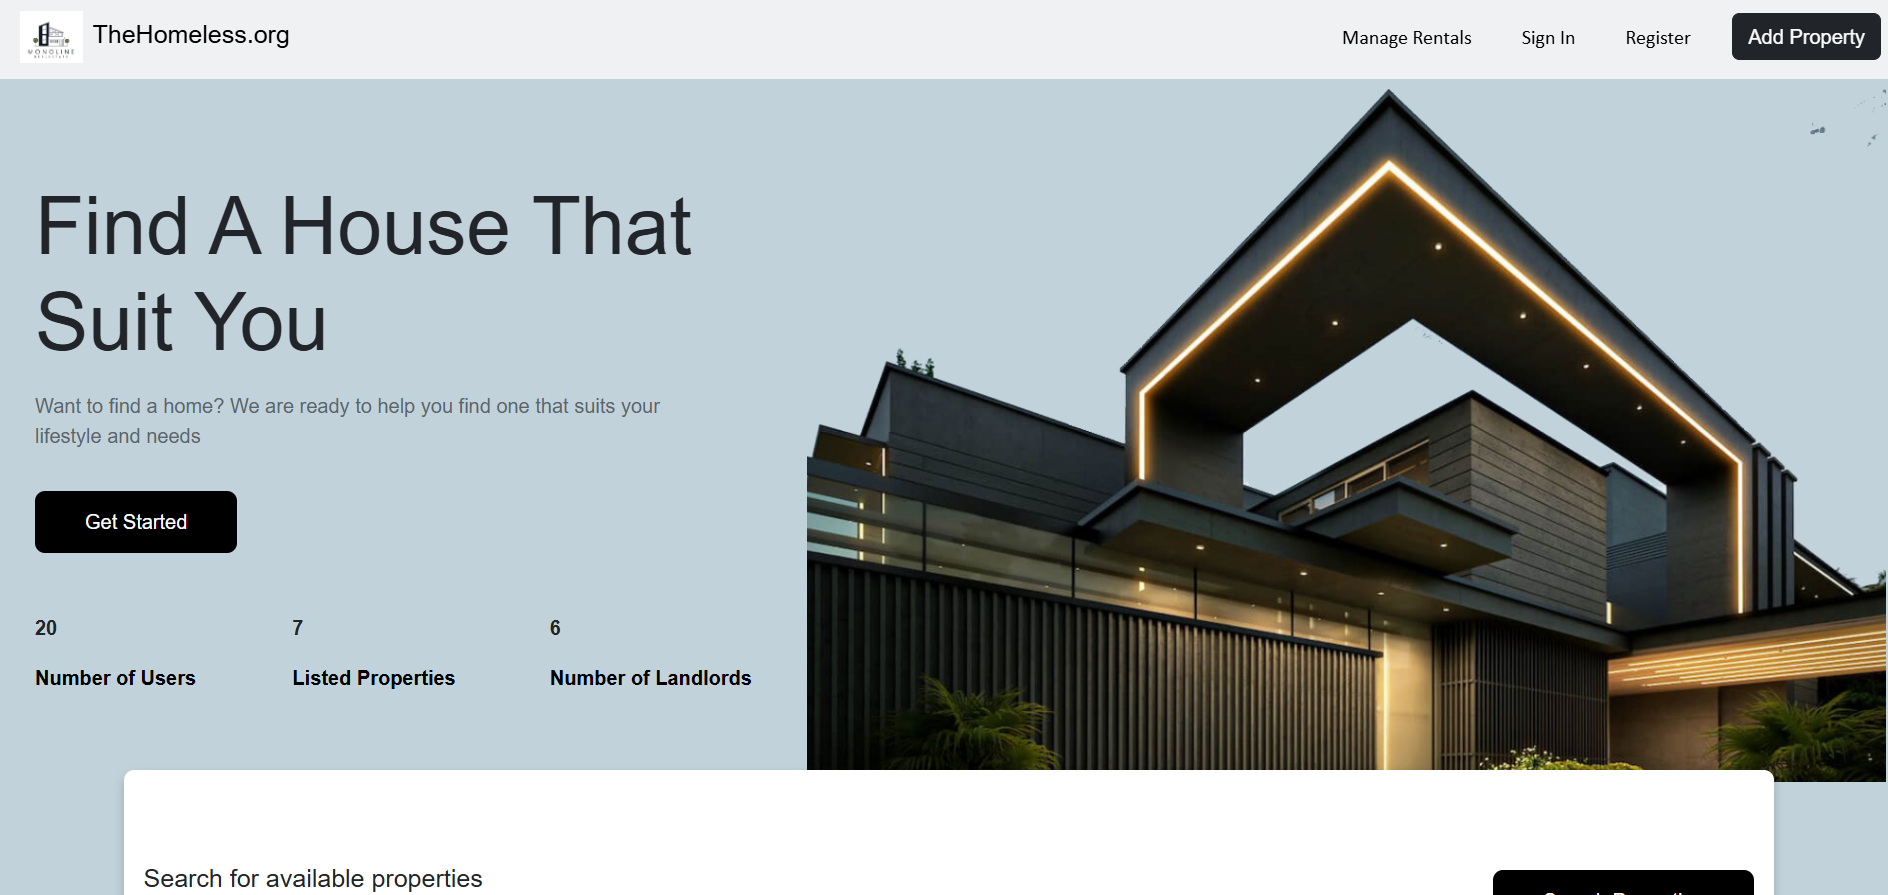 MONOLINE
TheHomeless.org
Manage Rentals
Sign In
Register
Add Property
Find A House That
Suit You
Want to find a home? We are ready to help you find one that suits your
lifestyle and needs
Get Started
20
7
6
Number of Users
Listed Properties
Number of Landlords
Search for available properties